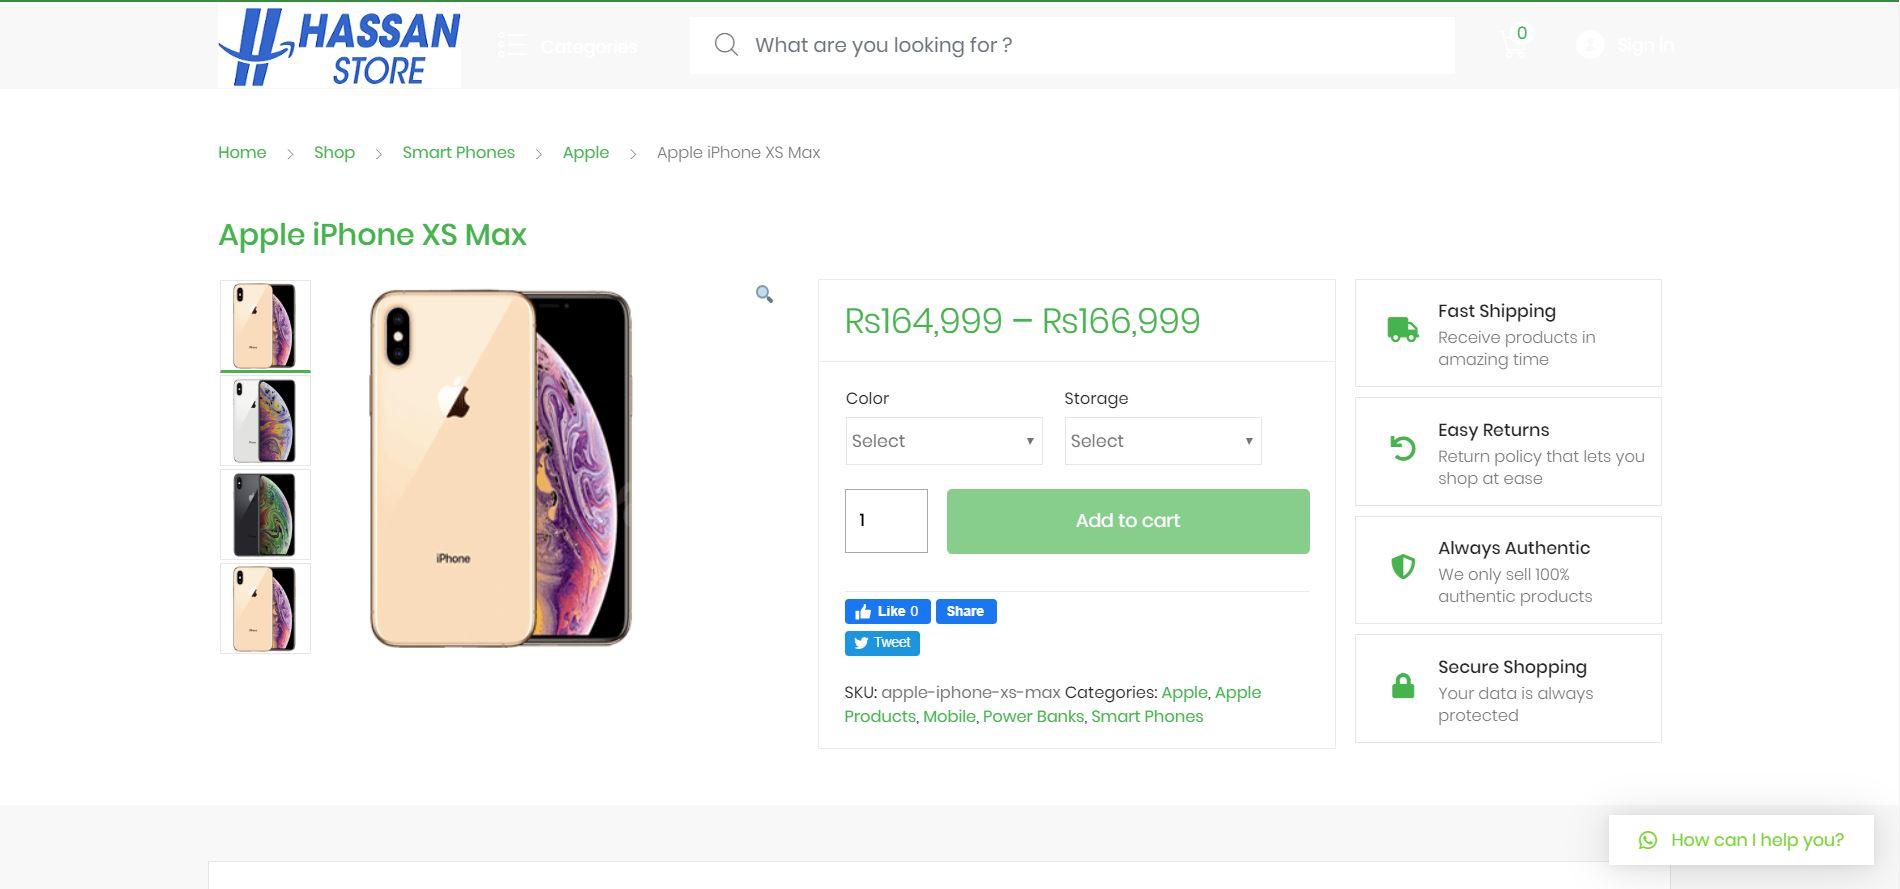 HASSAN
STORE
Categories
What are you looking for ?
0
Sign in
Home > Shop > Smart Phones > Apple > Apple iPhone XS Max
Apple iPhone XS Max
iPhone
₨164,999 – ₨166,999
Color
Storage
Select
Select
1
Add to cart
Like 0
Share
Tweet
SKU: apple-iphone-xs-max Categories: Apple, Apple
Products, Mobile, Power Banks, Smart Phones
Fast Shipping
Receive products in
amazing time
Easy Returns
Return policy that lets you
shop at ease
Always Authentic
We only sell 100%
authentic products
Secure Shopping
Your data is always
protected
How can I help you?